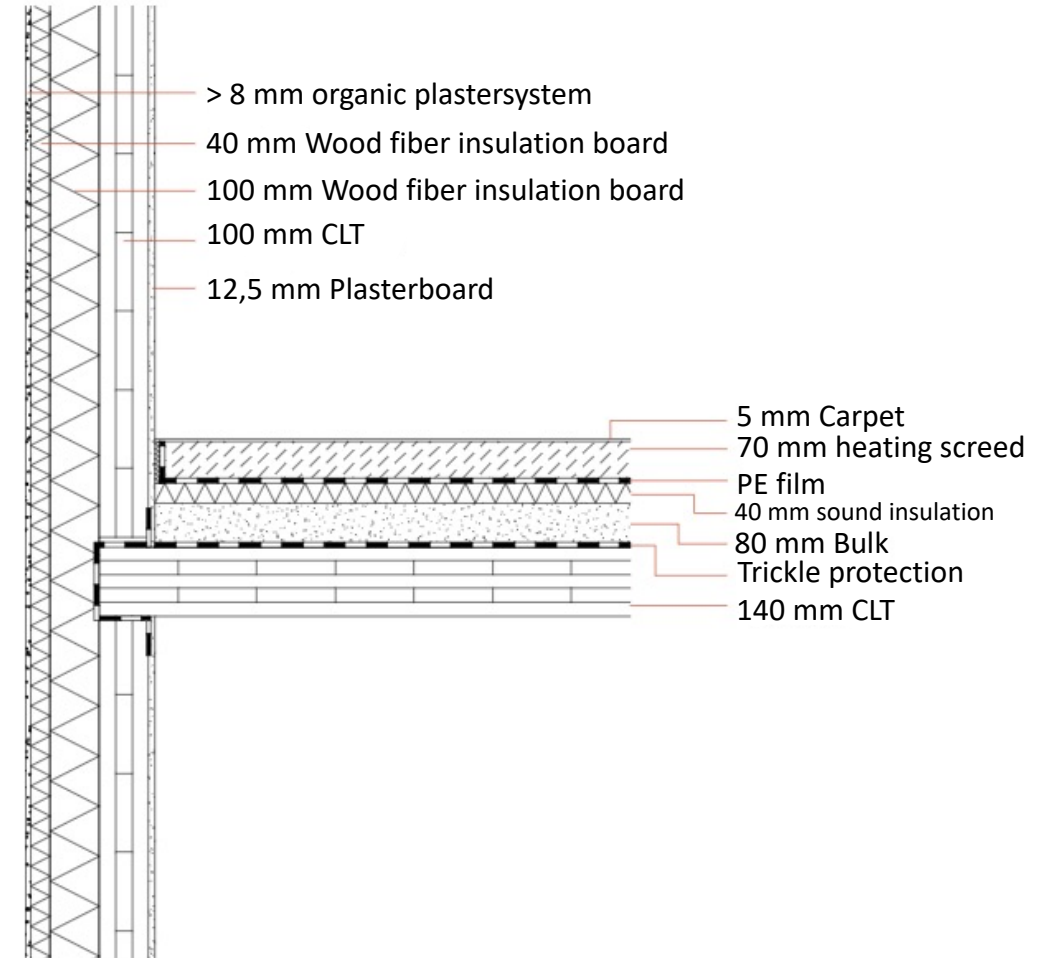 > 8 mm organic plastersystem
40 mm Wood fiber insulation board
100 mm Wood fiber insulation board
100 mm CLT
12,5 mm Plasterboard
5 mm Carpet
70 mm heating screed
PE film
40 mm sound insulation
80 mm Bulk
Trickle protection
140 mm CLT